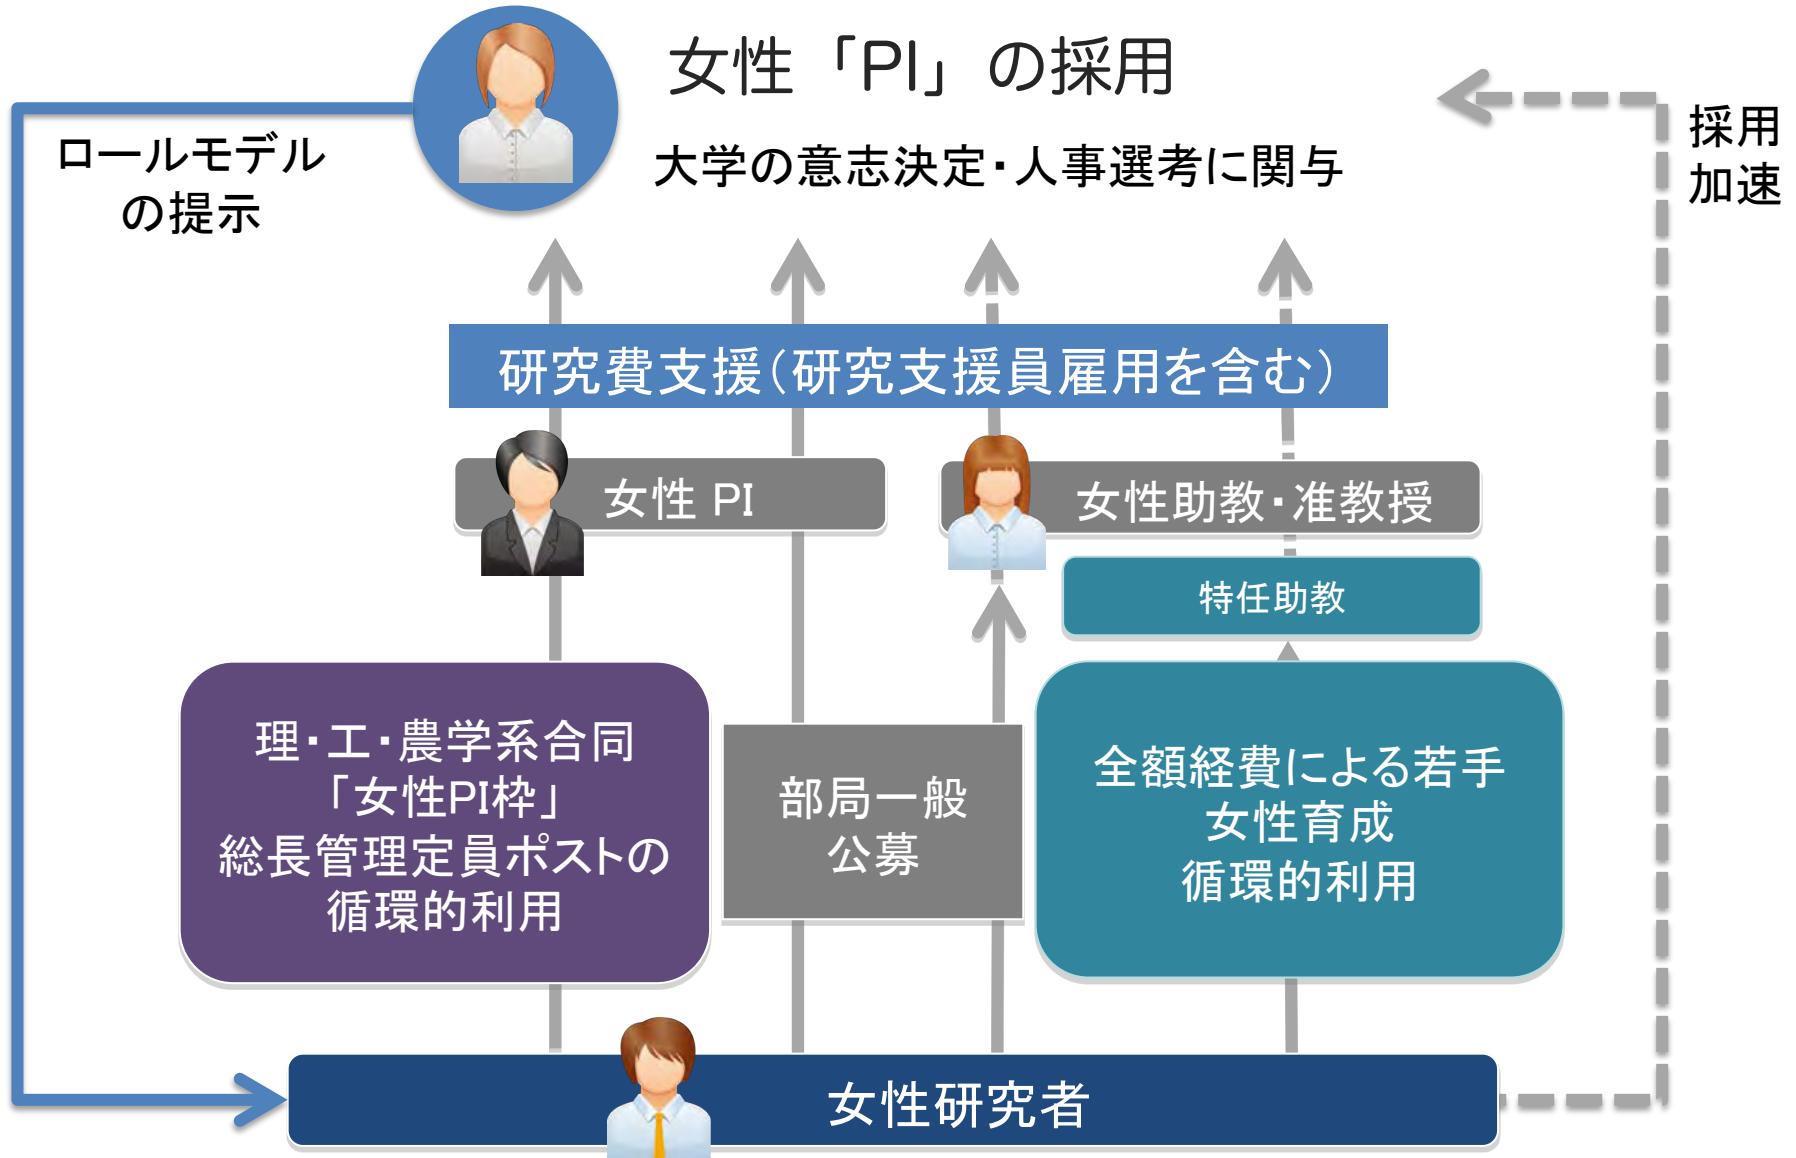 女性「PI」の採用
大学の意志決定・人事選考に関与
ロールモデル
の提示
採用
加速
研究費支援（研究支援員雇用を含む）
女性 PI
女性助教・准教授
特任助教
理・工・農学系合同
「女性PI枠」
総長管理定員ポストの
循環的利用
部局一般
公募
全額経費による若手
女性育成
循環的利用
女性研究者